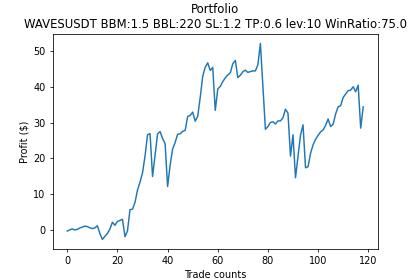 Portfolio
WAVESUSDT BBM:1.5 BBL:220 SL:1.2 TP:0.6 lev:10 WinRatio:75.0
50
40
30
20
10
0
Profit ($)
0 20 40 60 80 100 120
Trade counts